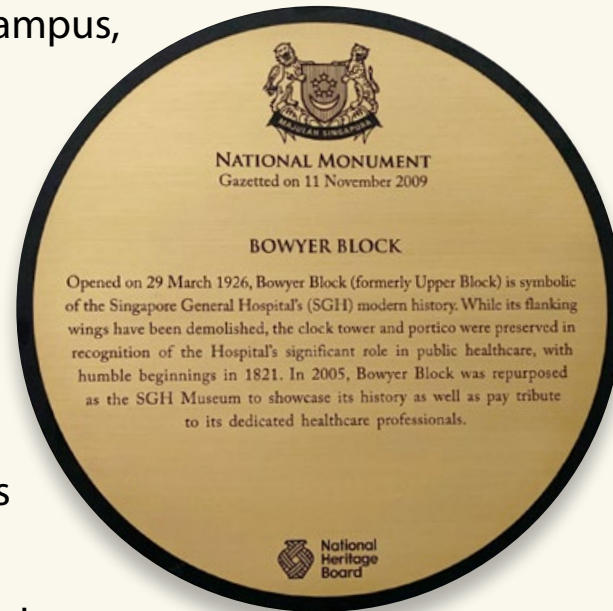 ampus,
MAJULAH SINGAPURA
NATIONAL MONUMENT
Gazetted on 11 November 2009
BOWYER BLOCK
Opened on 29 March 1926, Bowyer Block (formerly Upper Block) is symbolic
of the Singapore General Hospital's (SGH) modern history. While its flanking
wings have been demolished, the clock tower and portico were preserved in
recognition of the Hospital's significant role in public healthcare, with
humble beginnings in 1821. In 2005, Bowyer Block was repurposed
as the SGH Museum to showcase its history as well as pay tribute
to its dedicated healthcare professionals.
s
National
Heritage
Board